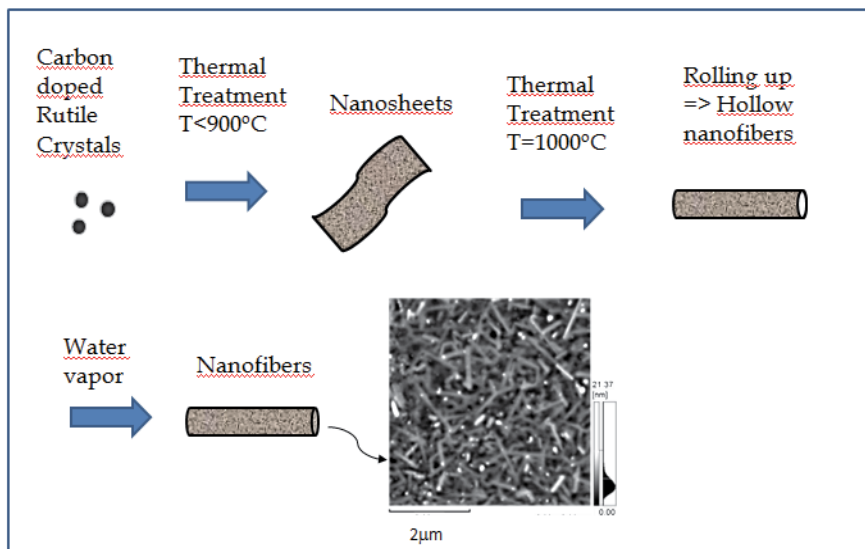 Carbon
doped
Rutile
Crystals
Thermal
Treatment
T<900°C
Nanosheets
Thermal
Treatment
T=1000°C
Rolling up
=> Hollow
nanofibers
Water
vapor
Nanofibers
21.37
[nm]
0.00
2μm